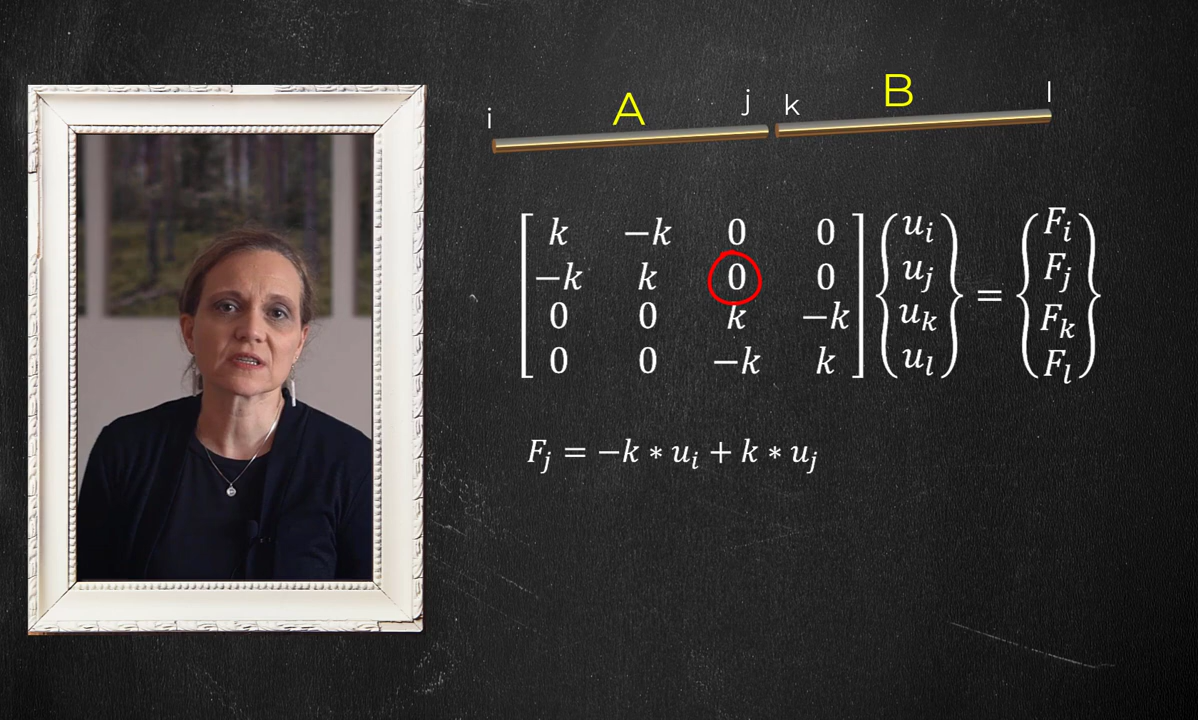 i A j k B l
[ k −k 0 0 ] { u_i } = { F_i }
[ −k k 0 0 ] { u_j } = { F_j }
[ 0 0 k −k ] { u_k } = { F_k }
[ 0 0 −k k ] { u_l } = { F_l }
F_j = −k ∗ u_i + k ∗ u_j